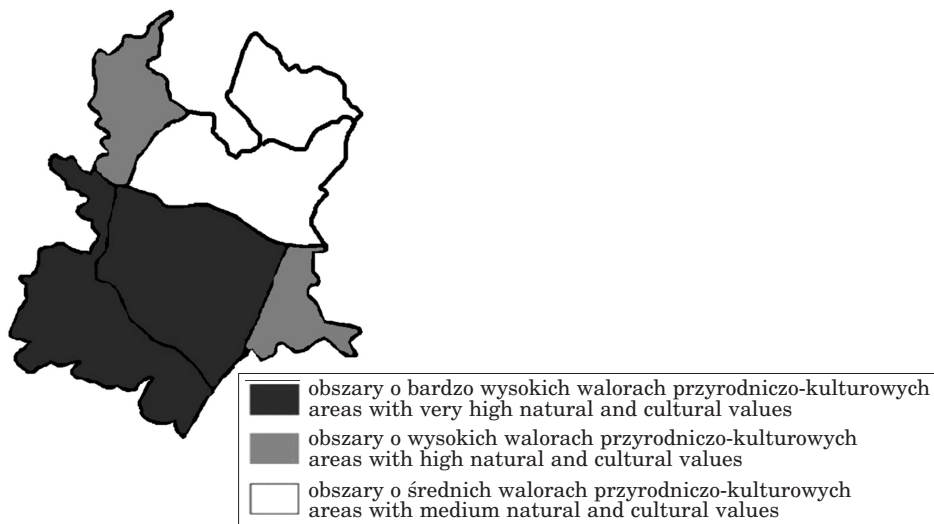 obszary o bardzo wysokich walorach przyrodniczo-kulturowych
areas with very high natural and cultural values
obszary o wysokich walorach przyrodniczo-kulturowych
areas with high natural and cultural values
obszary o średnich walorach przyrodniczo-kulturowych
areas with medium natural and cultural values